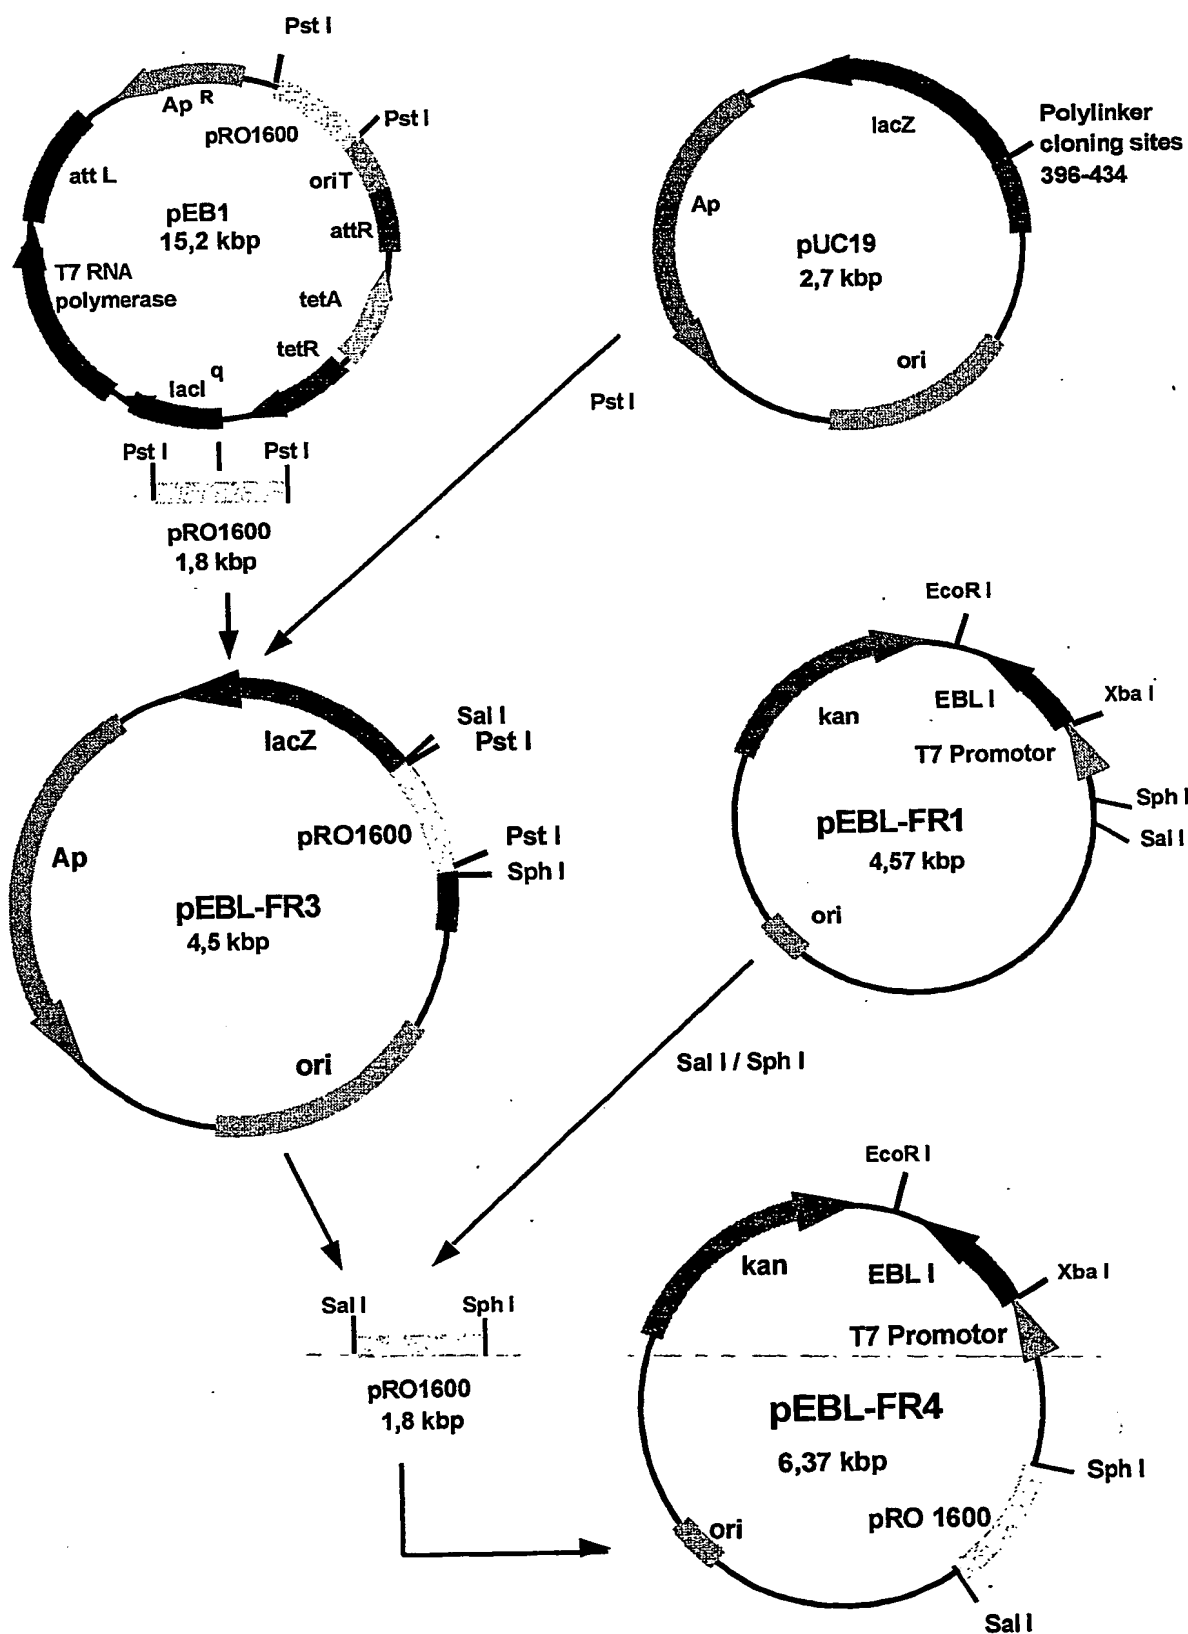 Pst I
Ap R
pRO1600
Pst I
att L
oriT
pEB1
15,2 kbp
attR
T7 RNA
polymerase
tetA
tetR
lacI q
Pst I
Pst I
pRO1600
1,8 kbp
lacZ
Polylinker
cloning sites
396-434
Ap
pUC19
2,7 kbp
ori
Pst I
lacZ
Sal I
Pst I
pRO1600
Pst I
Sph I
Ap
pEBL-FR3
4,5 kbp
ori
EcoR I
kan
EBL I
Xba I
T7 Promotor
Sph I
Sal I
pEBL-FR1
4,57 kbp
ori
Sal I / Sph I
Sal I
Sph I
pRO1600
1,8 kbp
EcoR I
kan
EBL I
Xba I
T7 Promotor
pEBL-FR4
6,37 kbp
Sph I
pRO 1600
ori
Sal I